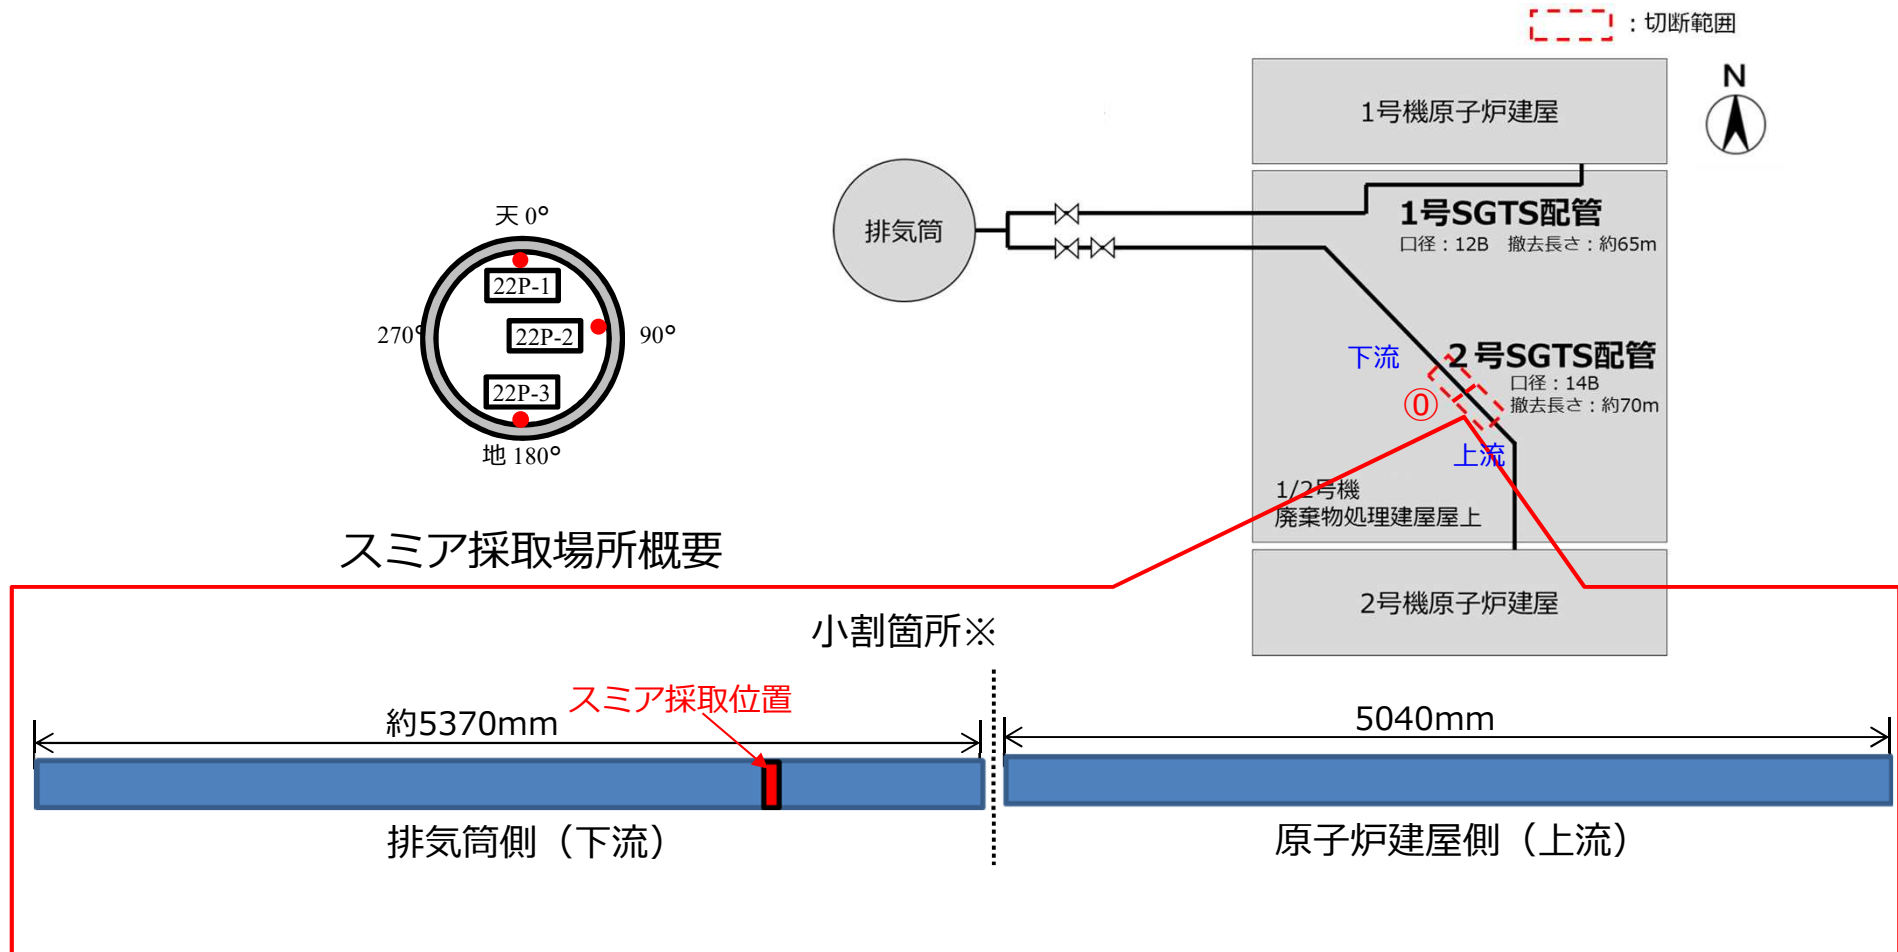 ：切断範囲
N
1号機原子炉建屋
排気筒
1号SGTS配管
口径：12B　撤去長さ：約65m
天 0°
22P-1
270°
22P-2
90°
22P-3
地 180°
下流
２号SGTS配管
口径：14B
撤去長さ：約70m
⓪
上流
1/2号機
廃棄物処理建屋屋上
2号機原子炉建屋
スミア採取場所概要
小割箇所※
スミア採取位置
約5370mm
5040mm
排気筒側（下流）
原子炉建屋側（上流）